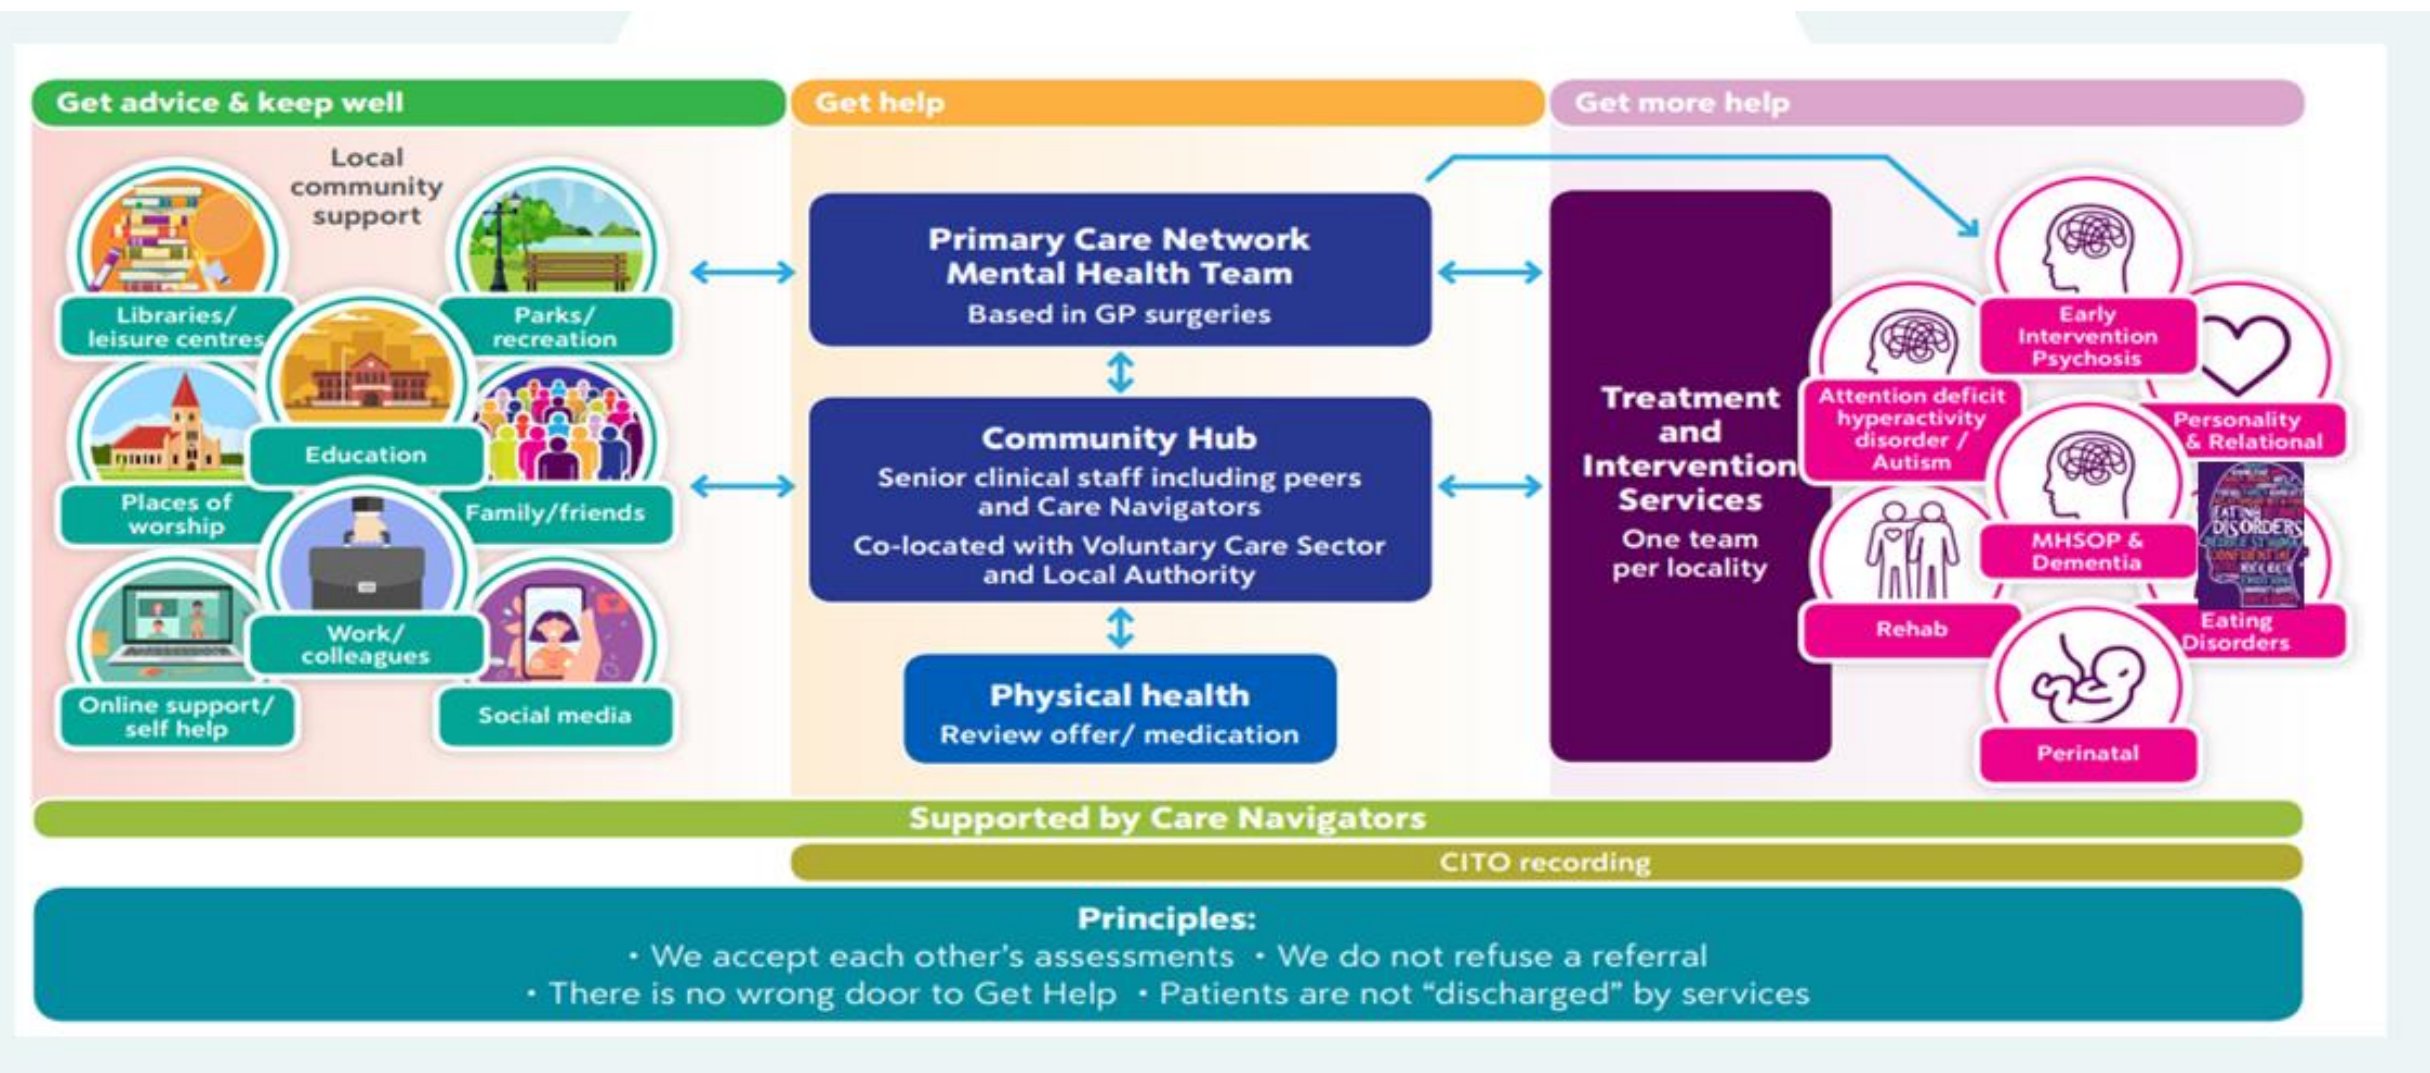 Get advice & keep well
Get help
Get more help
Local
community
support
Libraries/
leisure centres
Parks/
recreation
Education
Places of
worship
Family/friends
Work/
colleagues
Online support/
self help
Social media
Primary Care Network
Mental Health Team
Based in GP surgeries
Community Hub
Senior clinical staff including peers
and Care Navigators
Co-located with Voluntary Care Sector
and Local Authority
Physical health
Review offer/ medication
Treatment
and
Intervention
Services
One team
per locality
Early
Intervention
Psychosis
Attention deficit
hyperactivity
disorder /
Autism
Personality
& Relational
MHSOP &
Dementia
EATING
DISORDERS
Rehab
Eating
Disorders
Perinatal
Supported by Care Navigators
CITO recording
Principles:
• We accept each other's assessments • We do not refuse a referral
• There is no wrong door to Get Help • Patients are not “discharged” by services